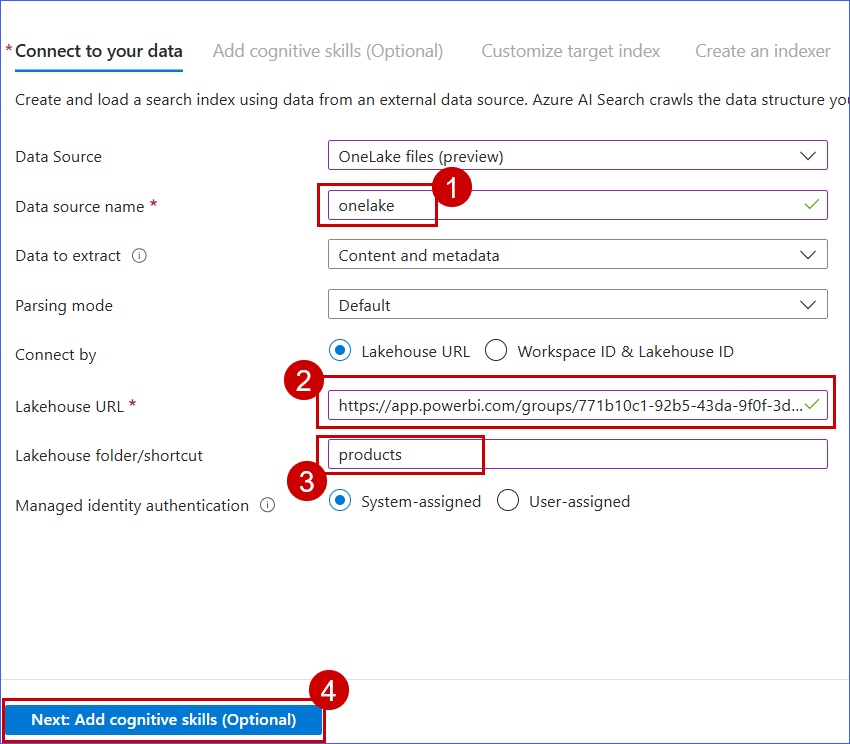 * Connect to your data Add cognitive skills (Optional) Customize target index Create an indexer
Create and load a search index using data from an external data source. Azure AI Search crawls the data structure you
Data Source OneLake files (preview)
1
Data source name * onelake
Data to extract Content and metadata
Parsing mode Default
Connect by Lakehouse URL Workspace ID & Lakehouse ID
2
Lakehouse URL * https://app.powerbi.com/groups/771b10c1-92b5-43da-9f0f-3d...
Lakehouse folder/shortcut products
3
Managed identity authentication System-assigned User-assigned
4
Next: Add cognitive skills (Optional)